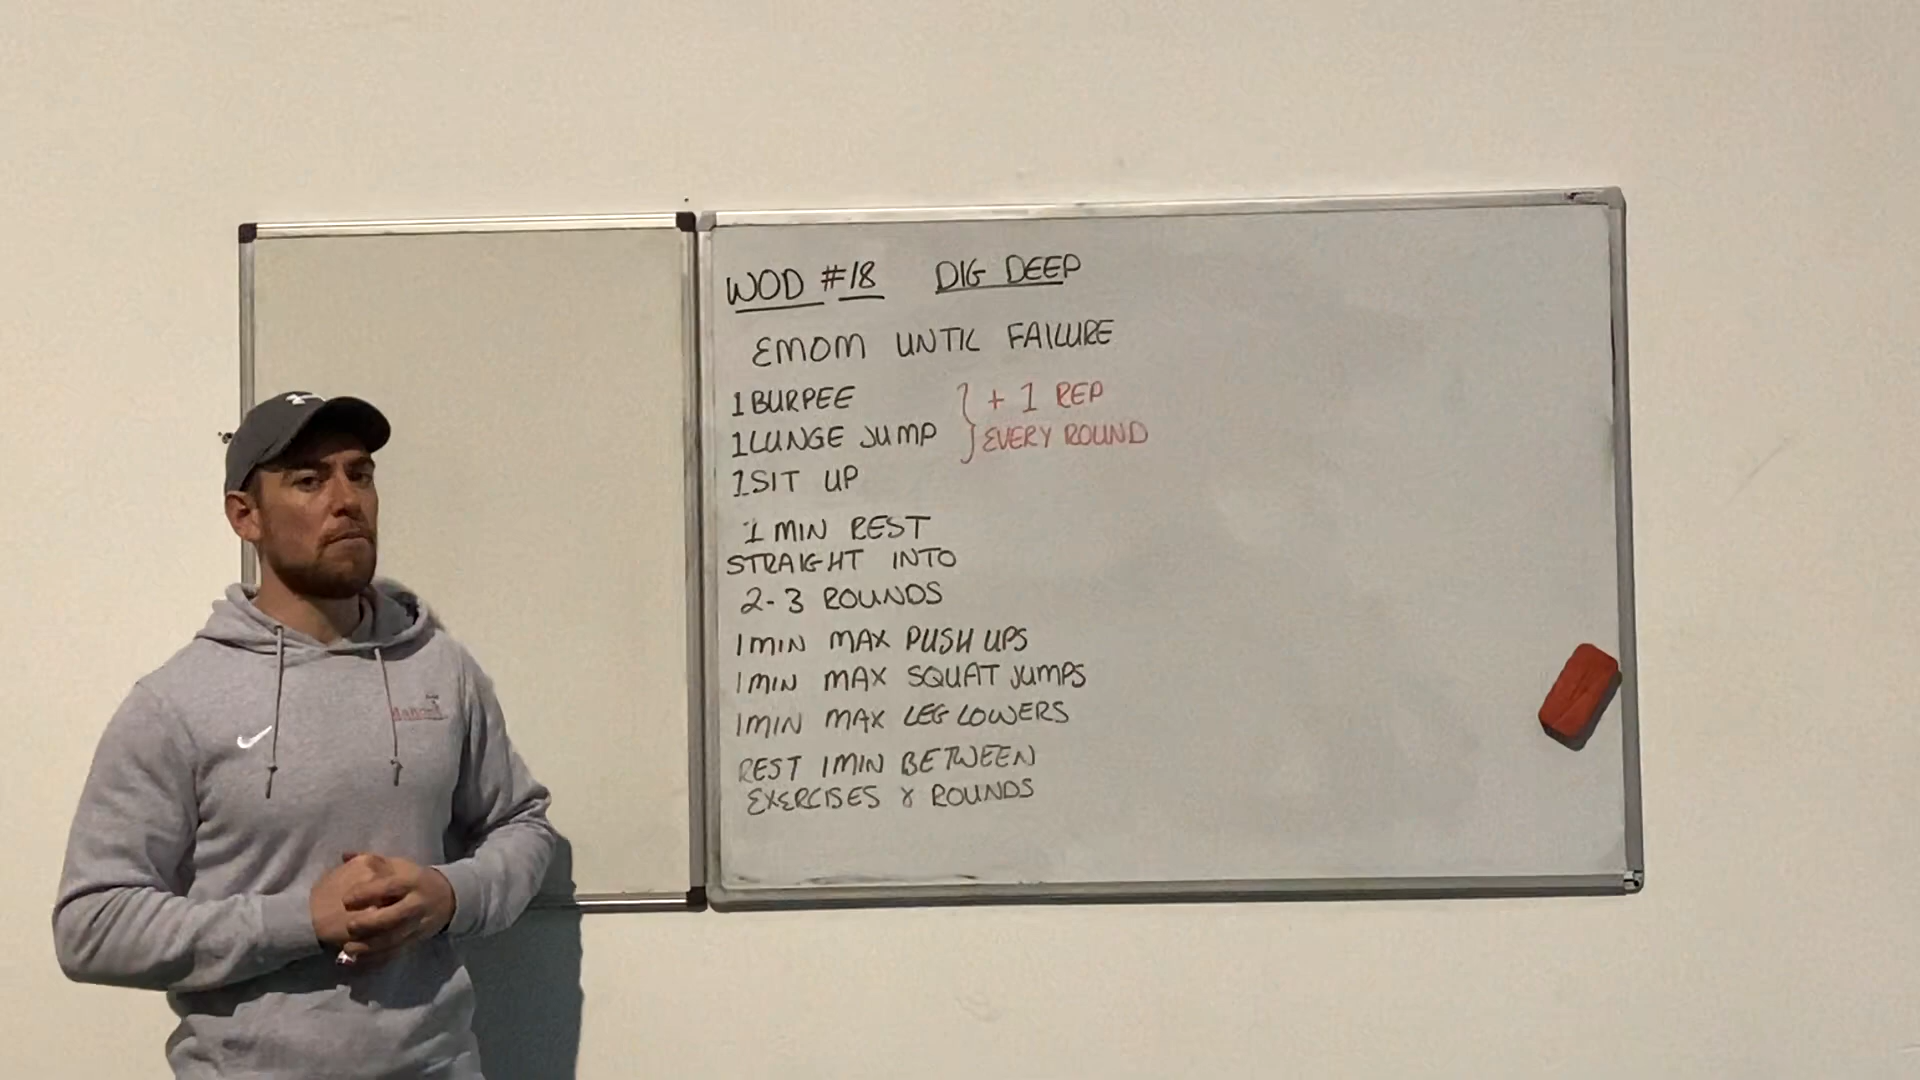 WOD #18 DIG DEEP
EMOM UNTIL FAILURE
1 BURPEE
1 LUNGE JUMP
1 SIT UP
+ 1 REP
EVERY ROUND
1 MIN REST
STRAIGHT INTO
2-3 ROUNDS
1 MIN MAX PUSH UPS
1 MIN MAX SQUAT JUMPS
1 MIN MAX LEG LOWERS
REST 1 MIN BETWEEN
EXERCISES & ROUNDS